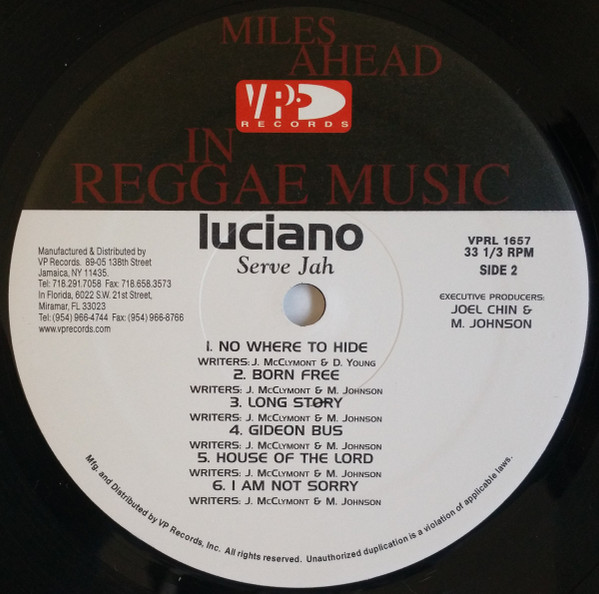 MILES
AHEAD
VP
RECORDS
IN
REGGAE MUSIC
luciano
Serve Jah
Manufactured & Distributed by
VP Records. 89-05 138th Street
Jamaica, NY 11435.
Tel: 718.291.7058 Fax: 718.658.3573
In Florida, 6022 S.W. 21st Street,
Miramar, FL 33023
Tel: (954) 966-4744 Fax: (954) 966-8766
www.vprecords.com
VPRL 1657
33 1/3 RPM
SIDE 2
EXECUTIVE PRODUCERS:
JOEL CHIN &
M. JOHNSON
1. NO WHERE TO HIDE
WRITERS: J. MCCLYMONT & D. YOUNG
2. BORN FREE
WRITERS: J. MCCLYMONT & M. JOHNSON
3. LONG STORY
WRITERS: J. MCCLYMONT & M. JOHNSON
4. GIDEON BUS
WRITERS: J. MCCLYMONT & M. JOHNSON
5. HOUSE OF THE LORD
WRITERS: J. MCCLYMONT & M. JOHNSON
6. I AM NOT SORRY
WRITERS: J. MCCLYMONT & M. JOHNSON
Mfg. and Distributed by VP Records, Inc. All rights reserved. Unauthorized duplication is a violation of applicable laws.